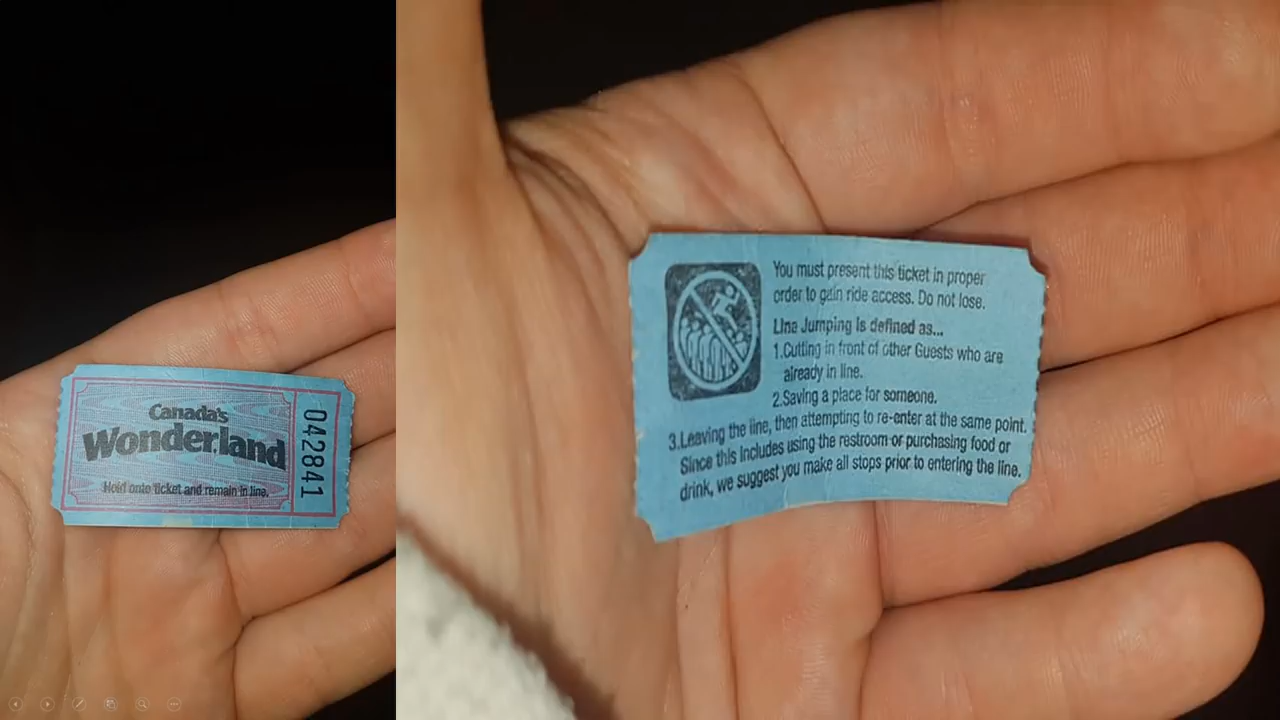 Canada's
Wonderland
Hold onto ticket and remain in line.
042841
You must present this ticket in proper
order to gain ride access. Do not lose.
Line Jumping is defined as...
1.Cutting in front of other Guests who are
already in line.
2.Saving a place for someone.
3.Leaving the line, then attempting to re-enter at the same point.
Since this includes using the restroom or purchasing food or
drink, we suggest you make all stops prior to entering the line.